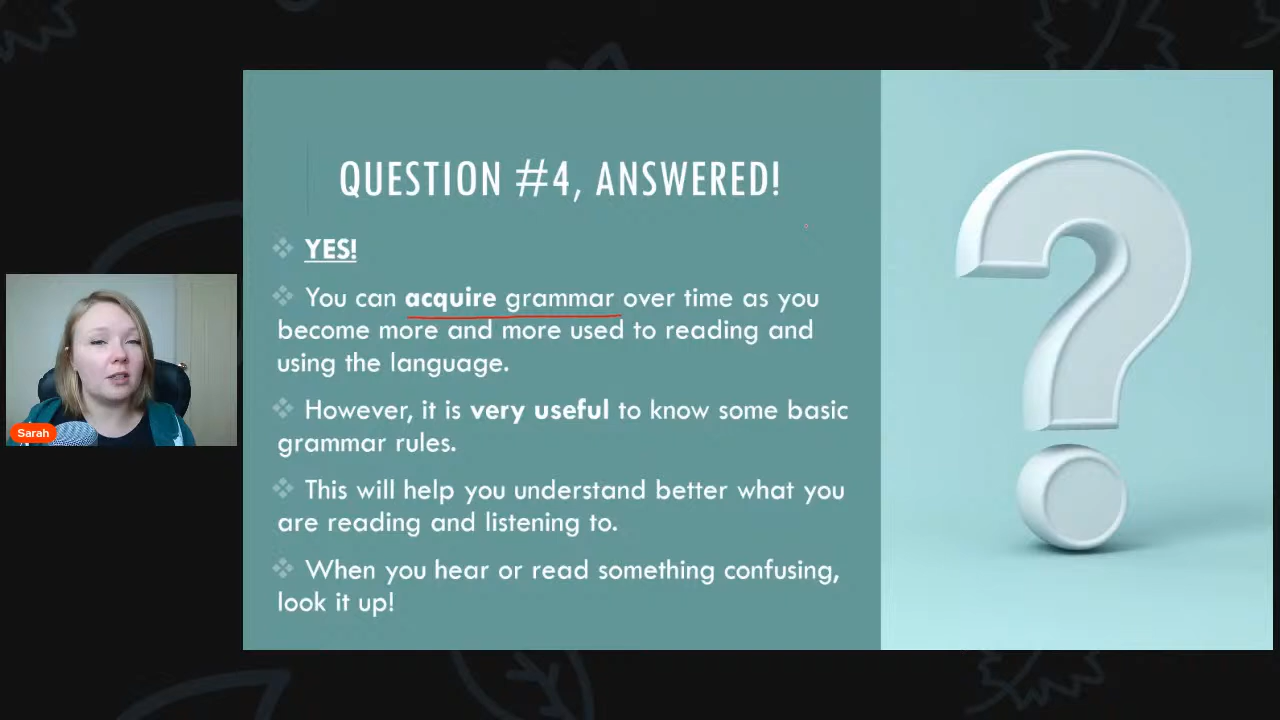 QUESTION #4, ANSWERED!
YES!
You can acquire grammar over time as you
become more and more used to reading and
using the language.
However, it is very useful to know some basic
grammar rules.
This will help you understand better what you
are reading and listening to.
When you hear or read something confusing,
look it up!
Sarah